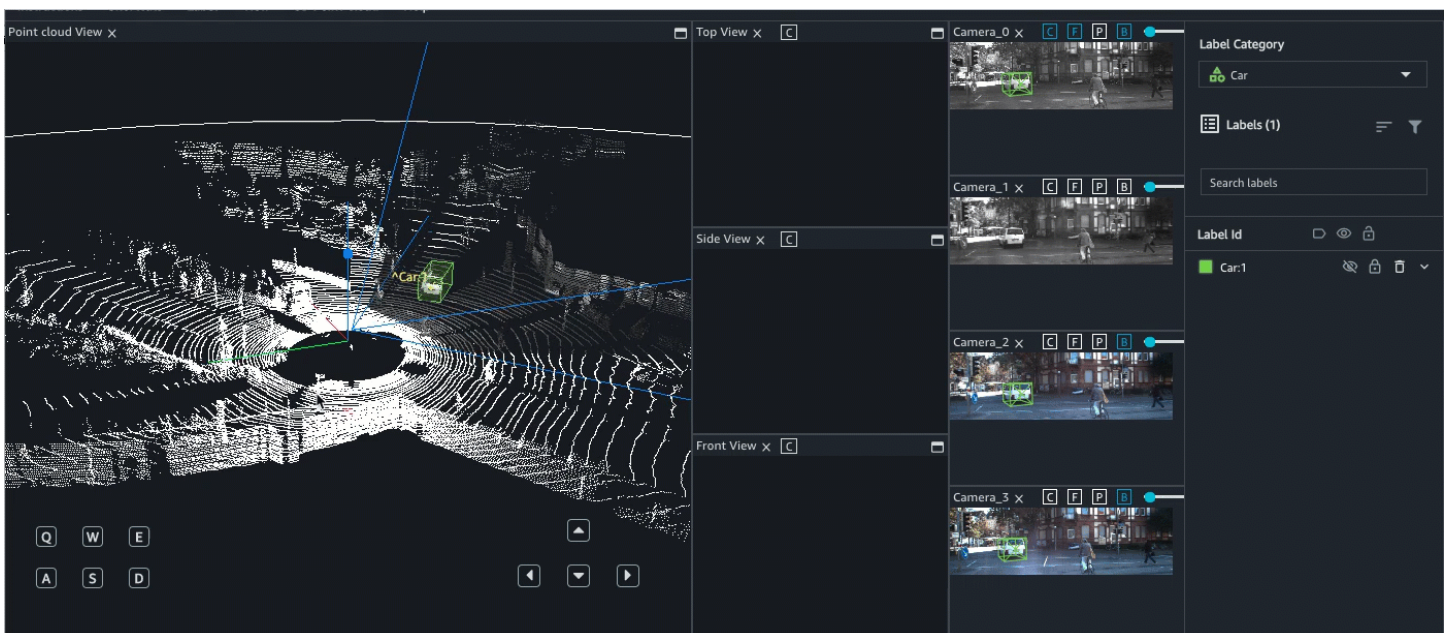 Point cloud View x
Top View x C
Side View x C
Front View x C
^Car:1
Q W E
A S D
Camera_0 x C F P B
Camera_1 x C F P B
Camera_2 x C F P B
Camera_3 x C F P B
Label Category
Car
Labels (1)
Search labels
Label Id
Car:1